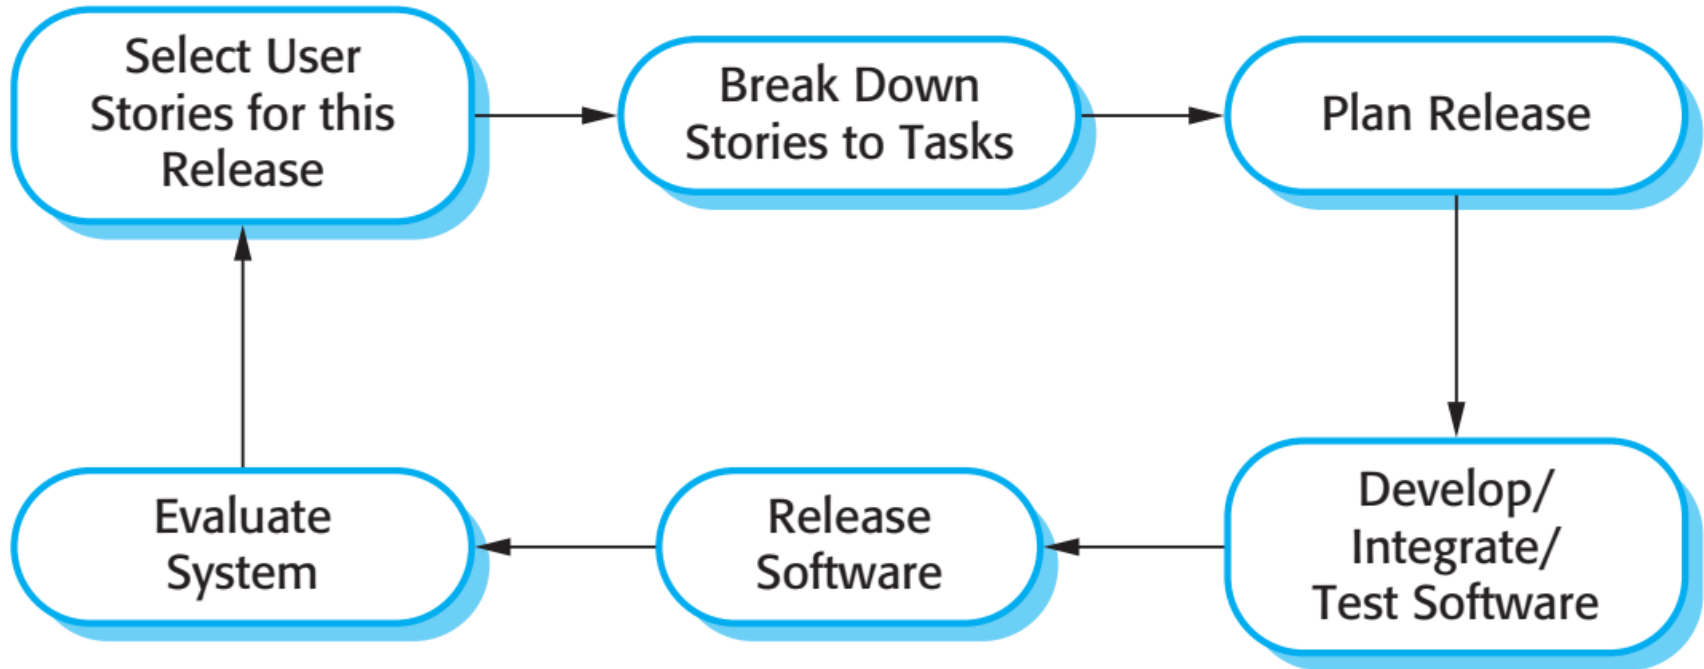 Select User
Stories for this
Release
Break Down
Stories to Tasks
Plan Release
Evaluate
System
Release
Software
Develop/
Integrate/
Test Software